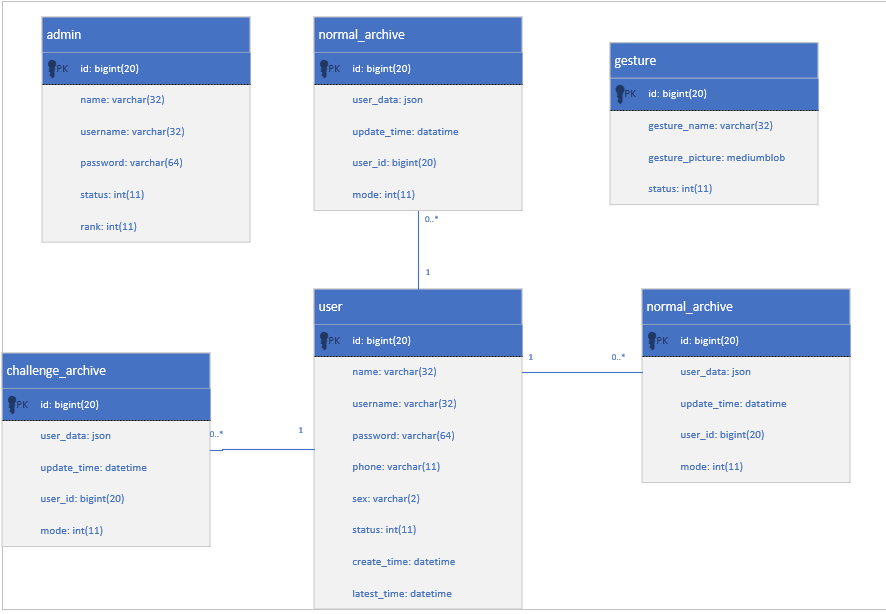 admin
PK id: bigint(20)
name: varchar(32)
username: varchar(32)
password: varchar(64)
status: int(11)
rank: int(11)
normal_archive
PK id: bigint(20)
user_data: json
update_time: datatime
user_id: bigint(20)
mode: int(11)
gesture
PK id: bigint(20)
gesture_name: varchar(32)
gesture_picture: mediumblob
status: int(11)
0..*
1
user
PK id: bigint(20)
name: varchar(32)
username: varchar(32)
password: varchar(64)
phone: varchar(11)
sex: varchar(2)
status: int(11)
create_time: datetime
latest_time: datetime
1
0..*
normal_archive
PK id: bigint(20)
user_data: json
update_time: datatime
user_id: bigint(20)
mode: int(11)
challenge_archive
PK id: bigint(20)
user_data: json
update_time: datetime
user_id: bigint(20)
mode: int(11)
0..*
1